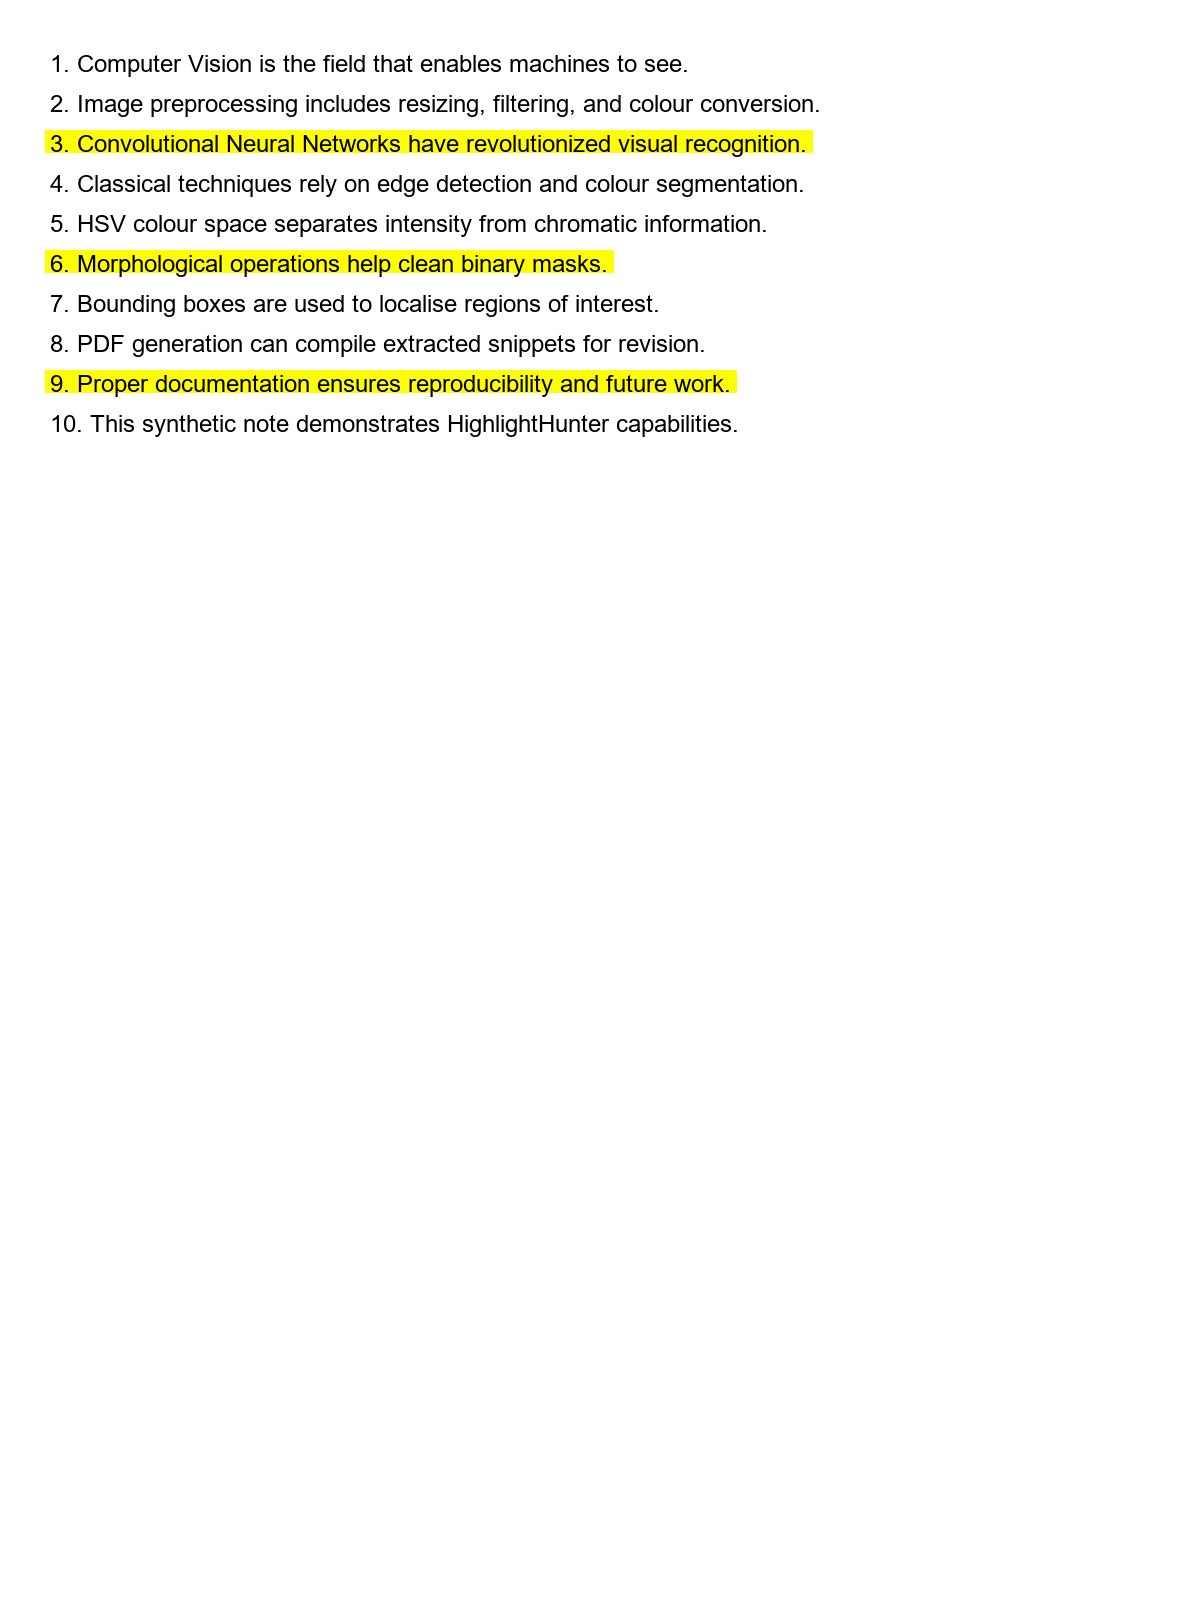 1. Computer Vision is the field that enables machines to see.
2. Image preprocessing includes resizing, filtering, and colour conversion.
3. Convolutional Neural Networks have revolutionized visual recognition.
4. Classical techniques rely on edge detection and colour segmentation.
5. HSV colour space separates intensity from chromatic information.
6. Morphological operations help clean binary masks.
7. Bounding boxes are used to localise regions of interest.
8. PDF generation can compile extracted snippets for revision.
9. Proper documentation ensures reproducibility and future work.
10. This synthetic note demonstrates HighlightHunter capabilities.